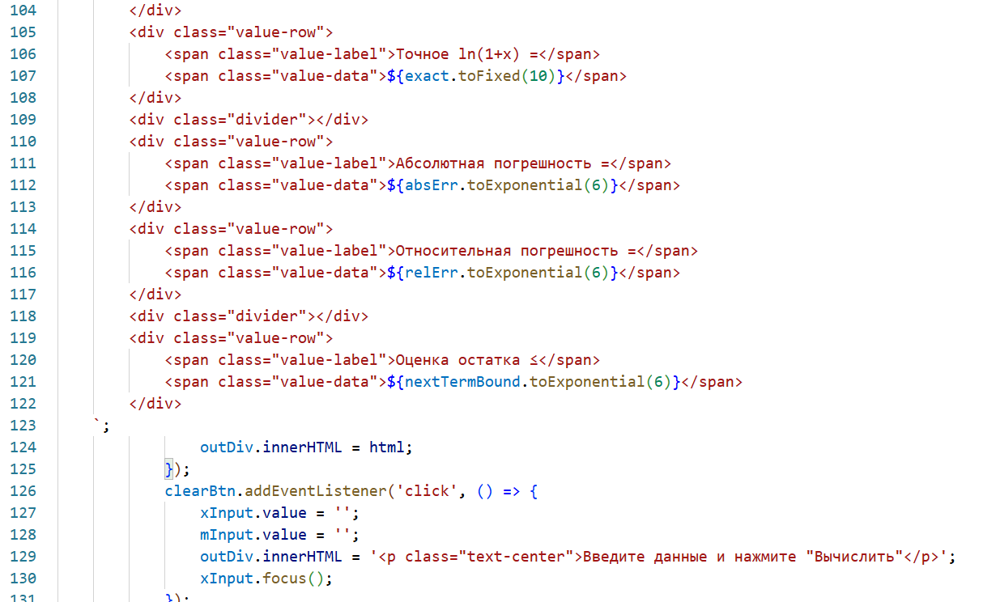 104 </div>
105 <div class="value-row">
106 <span class="value-label">Точное ln(1+x) =</span>
107 <span class="value-data">${exact.toFixed(10)}</span>
108 </div>
109 <div class="divider"></div>
110 <div class="value-row">
111 <span class="value-label">Абсолютная погрешность =</span>
112 <span class="value-data">${absErr.toExponential(6)}</span>
113 </div>
114 <div class="value-row">
115 <span class="value-label">Относительная погрешность =</span>
116 <span class="value-data">${relErr.toExponential(6)}</span>
117 </div>
118 <div class="divider"></div>
119 <div class="value-row">
120 <span class="value-label">Оценка остатка ≤</span>
121 <span class="value-data">${nextTermBound.toExponential(6)}</span>
122 </div>
123 `;
124 outDiv.innerHTML = html;
125 });
126 clearBtn.addEventListener('click', () => {
127 xInput.value = '';
128 mInput.value = '';
129 outDiv.innerHTML = '<p class="text-center">Введите данные и нажмите "Вычислить"</p>';
130 xInput.focus();
131 });